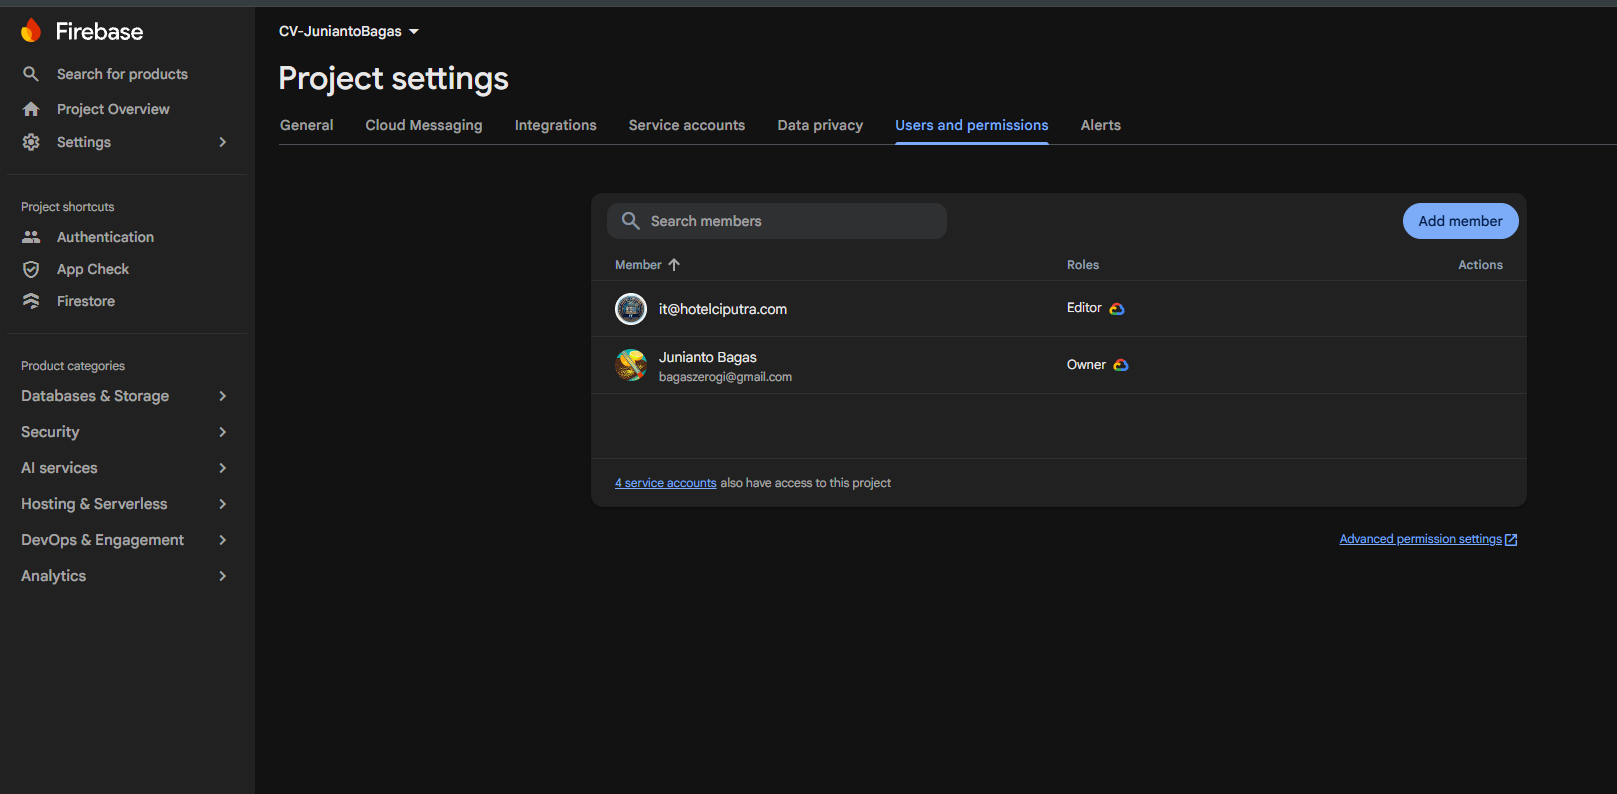 Firebase
Search for products
Project Overview
Settings
Project shortcuts
Authentication
App Check
Firestore
Product categories
Databases & Storage
Security
AI services
Hosting & Serverless
DevOps & Engagement
Analytics
CV-JuniantoBagas
Project settings
General Cloud Messaging Integrations Service accounts Data privacy Users and permissions Alerts
Search members Add member
Member Roles Actions
it@hotelciputra.com Editor
Junianto Bagas
bagaszerogi@gmail.com Owner
4 service accounts also have access to this project
Advanced permission settings